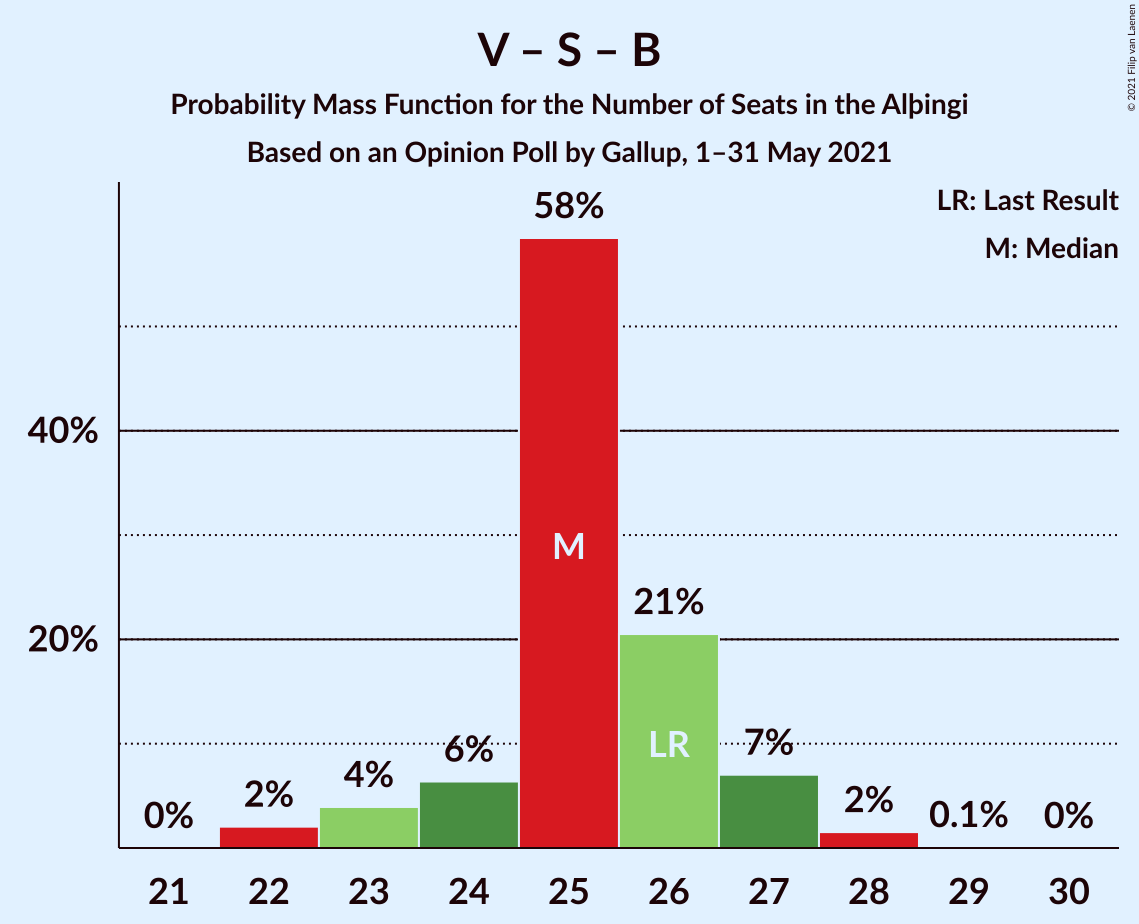 V – S – B
Probability Mass Function for the Number of Seats in the Alþingi
Based on an Opinion Poll by Gallup, 1–31 May 2021
© 2021 Filip van Laenen
LR: Last Result
M: Median
58%
40%
M
21%
20%
LR
7%
6%
4%
2%
2%
0%
0.1%
0%
21 22 23 24 25 26 27 28 29 30